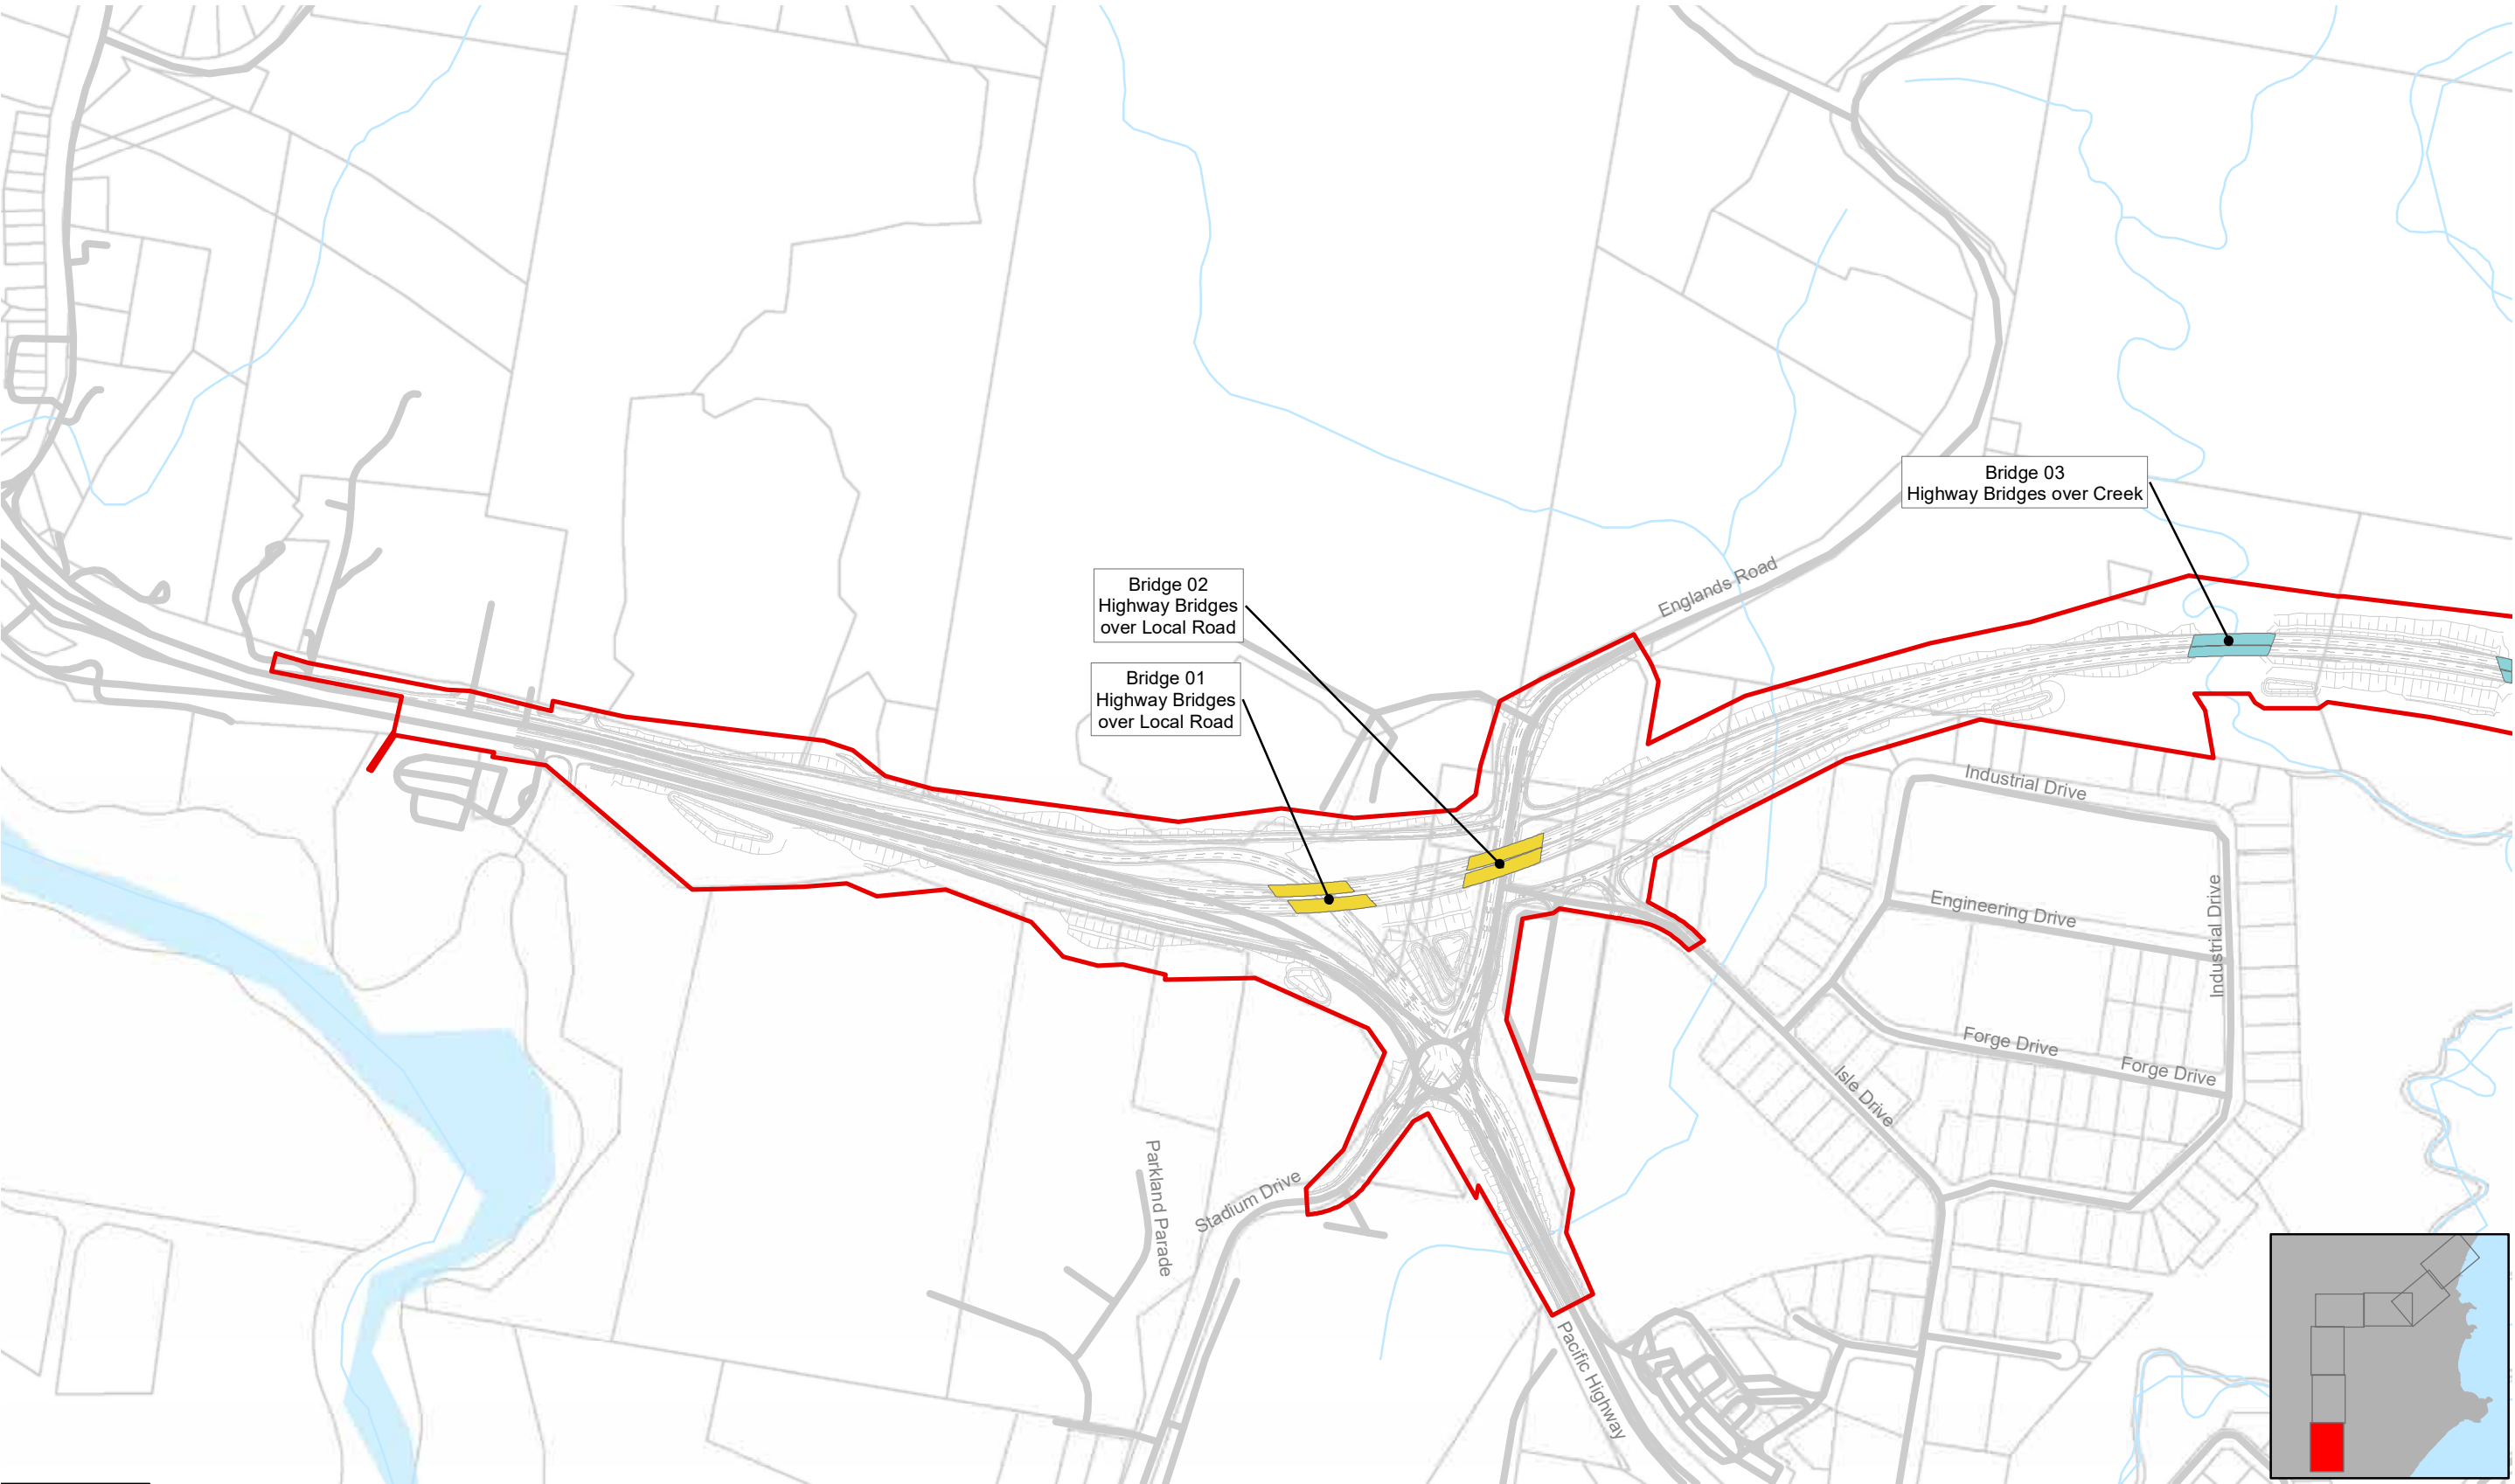 Bridge 03
Highway Bridges over Creek
Bridge 02
Highway Bridges
over Local Road
Englands Road
Bridge 01
Highway Bridges
over Local Road
Industrial Drive
Engineering Drive
Industrial Drive
Forge Drive
Forge Drive
Isle Drive
Parkland Parade
Stadium Drive
Pacific Highway